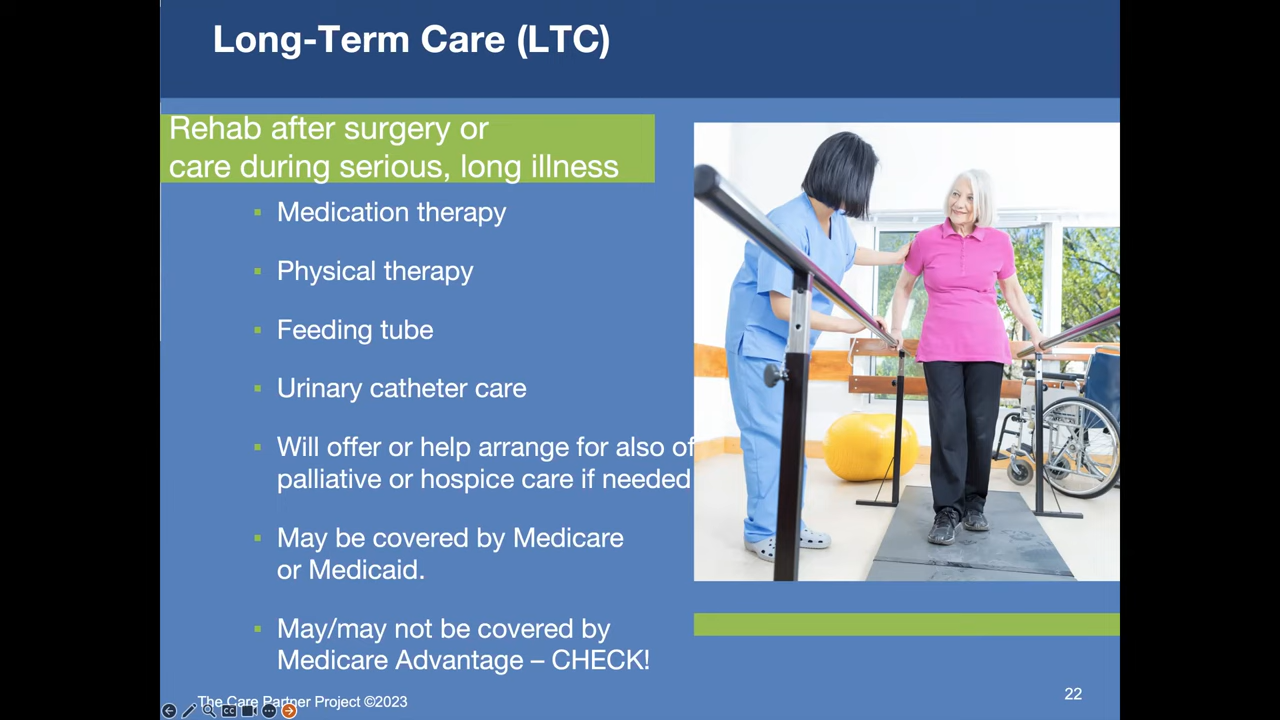 Long-Term Care (LTC)
Rehab after surgery or
care during serious, long illness
Medication therapy
Physical therapy
Feeding tube
Urinary catheter care
Will offer or help arrange for also of
palliative or hospice care if needed
May be covered by Medicare
or Medicaid.
May/may not be covered by
Medicare Advantage – CHECK!
The Care Partner Project ©2023
22